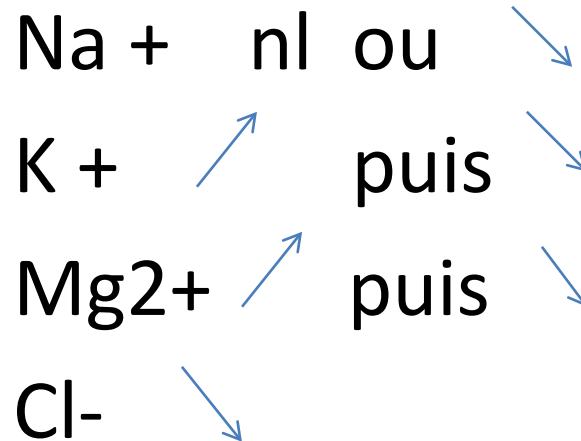 Na + nl ou
K + puis
Mg2+ puis
Cl-